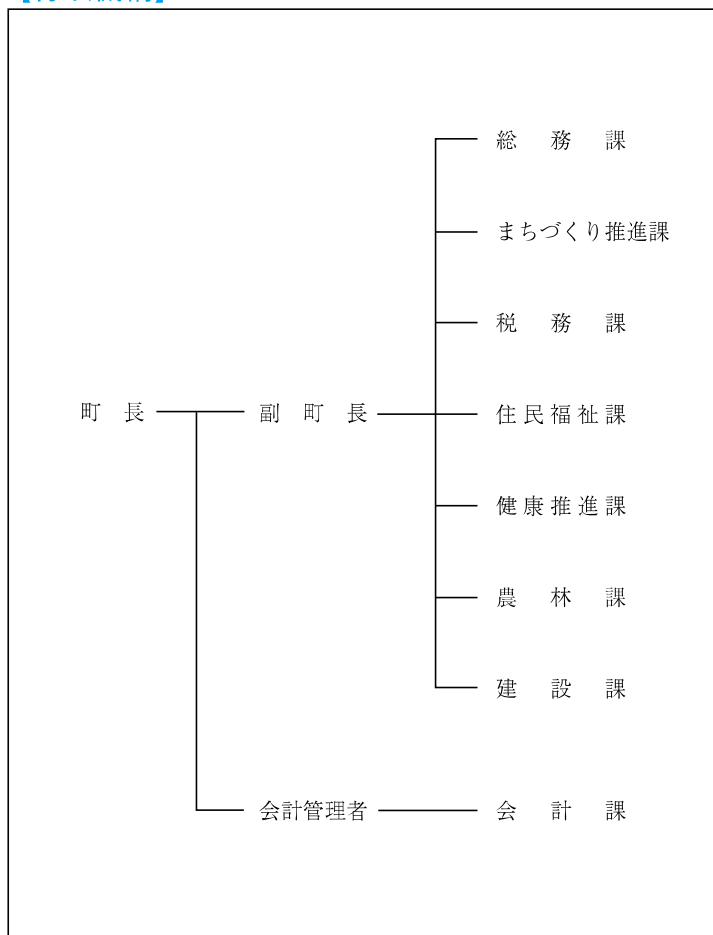 総務課
まちづくり推進課
税務課
町長
副町長
住民福祉課
健康推進課
農林課
建設課
会計管理者
会計課